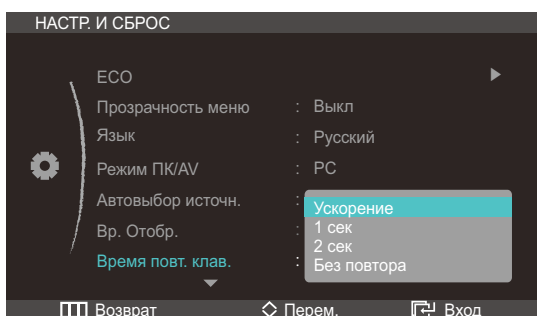 НАСТР. И СБРОС
ECO
Прозрачность меню : Выкл
Язык : Русский
Режим ПК/AV : PC
Автовыбор источн. :
Вр. Отобр. :
Время повт. клав. :
Ускорение
1 сек
2 сек
Без повтора
Возврат Перем. Вход